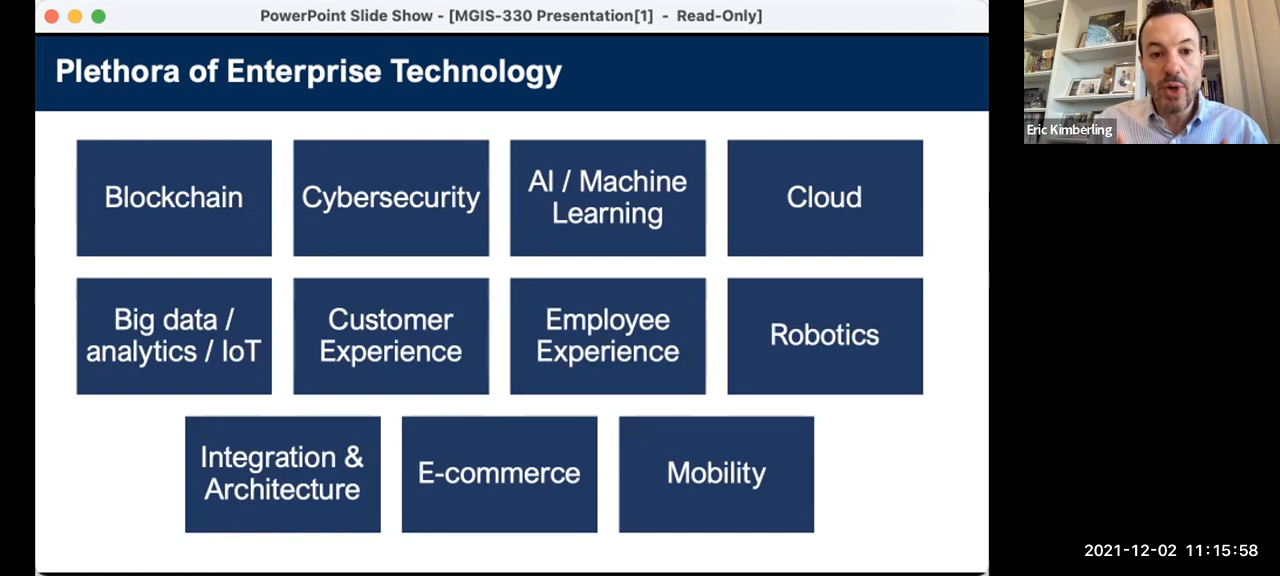 PowerPoint Slide Show - [MGIS-330 Presentation[1] - Read-Only]
Plethora of Enterprise Technology
Blockchain
Cybersecurity
AI / Machine
Learning
Cloud
Big data /
analytics / IoT
Customer
Experience
Employee
Experience
Robotics
Integration &
Architecture
E-commerce
Mobility
Eric Kimberling
2021-12-02 11:15:58